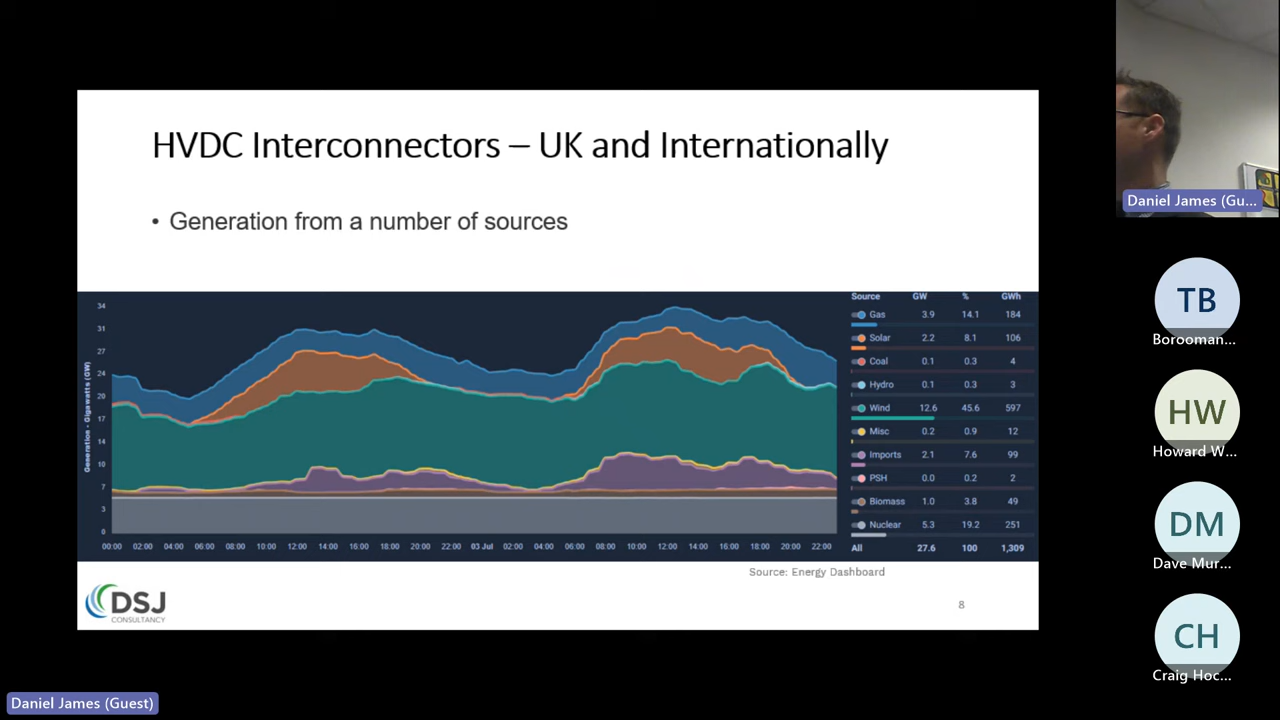 HVDC Interconnectors – UK and Internationally
• Generation from a number of sources
Generation - Gigawatts (GW)
34
31
27
24
20
17
14
10
7
3
0
00:00 02:00 04:00 06:00 08:00 10:00 12:00 14:00 16:00 18:00 20:00 22:00 03 Jul 02:00 04:00 06:00 08:00 10:00 12:00 14:00 16:00 18:00 20:00 22:00
Source GW % GWh
Gas 3.9 14.1 184
Solar 2.2 8.1 106
Coal 0.1 0.3 4
Hydro 0.1 0.3 3
Wind 12.6 45.6 597
Misc 0.2 0.9 12
Imports 2.1 7.6 99
PSH 0.0 0.2 2
Biomass 1.0 3.8 49
Nuclear 5.3 19.2 251
All 27.6 100 1,309
Source: Energy Dashboard
DSJ
CONSULTANCY
8
Daniel James (Gu...
TB
Borooman...
HW
Howard W...
DM
Dave Mur...
CH
Craig Hoc...
Daniel James (Guest)